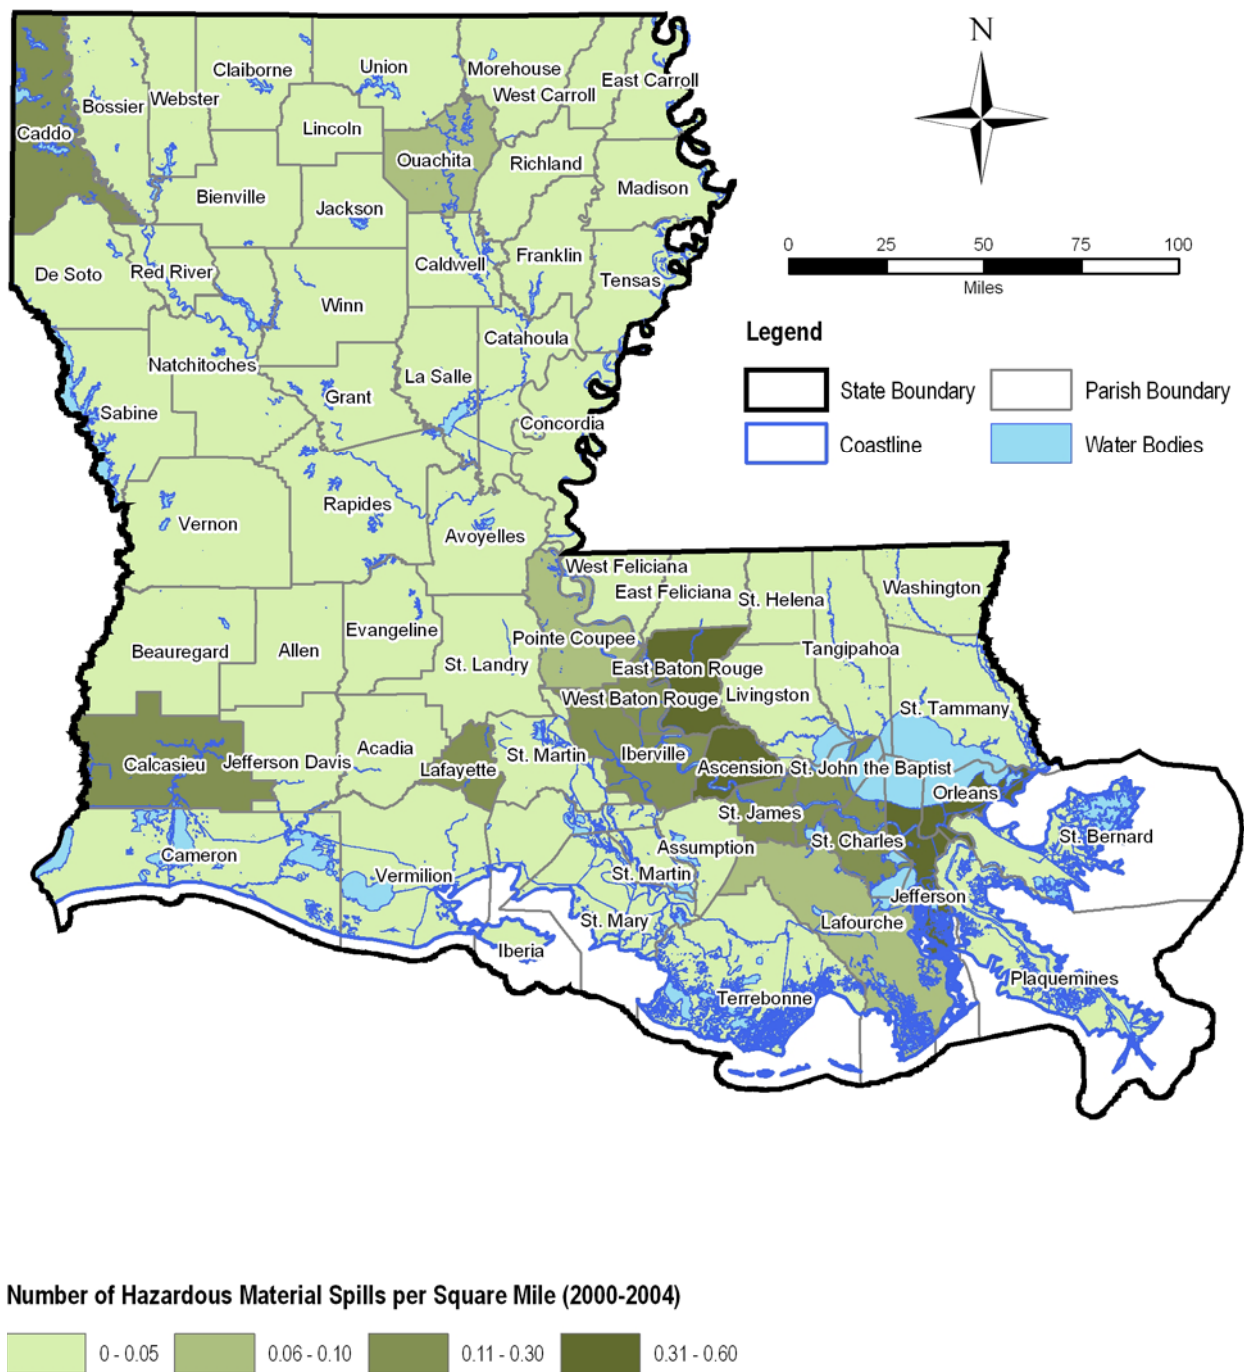 N
0 25 50 75 100
Miles
Legend
State Boundary
Parish Boundary
Coastline
Water Bodies
Claiborne
Union
Morehouse
East Carroll
West Carroll
Bossier
Webster
Caddo
Lincoln
Ouachita
Richland
Madison
Bienville
Jackson
De Soto
Red River
Caldwell
Franklin
Tensas
Winn
Catahoula
Natchitoches
La Salle
Grant
Sabine
Concordia
Rapides
Vernon
Avoyelles
West Feliciana
East Feliciana
St. Helena
Washington
Evangeline
Pointe Coupee
Beauregard
Allen
St. Landry
Tangipahoa
East Baton Rouge
West Baton Rouge
Livingston
St. Tammany
Calcasieu
Jefferson Davis
Acadia
Lafayette
St. Martin
Iberville
Ascension
St. John the Baptist
Orleans
St. James
St. Charles
St. Bernard
Cameron
Vermilion
Assumption
St. Martin
Jefferson
St. Mary
Lafourche
Iberia
Terrebonne
Plaquemines
Number of Hazardous Material Spills per Square Mile (2000-2004)
0 - 0.05
0.06 - 0.10
0.11 - 0.30
0.31 - 0.60